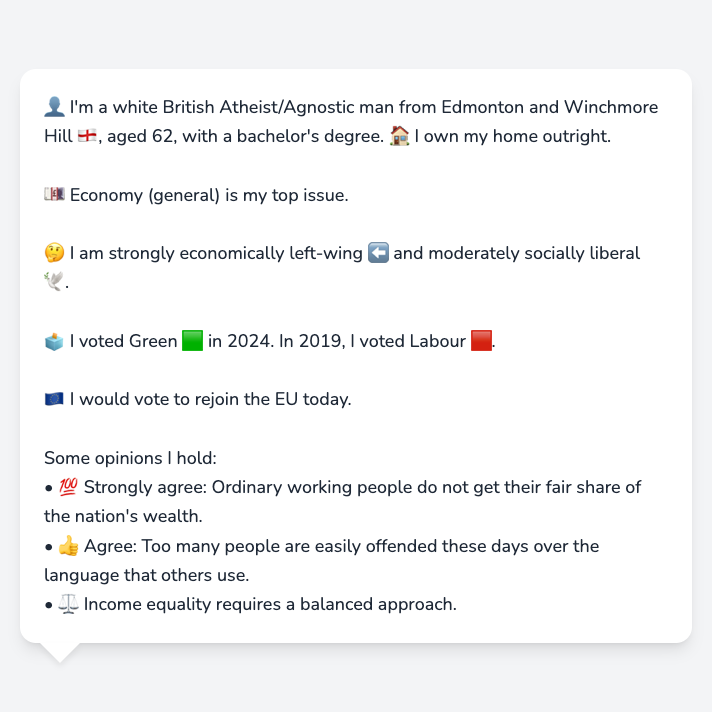 👤 I'm a white British Atheist/Agnostic man from Edmonton and Winchmore
Hill 🏴󠁧󠁢󠁥󠁮󠁧󠁿, aged 62, with a bachelor's degree. 🏠 I own my home outright.
💷 Economy (general) is my top issue.
🤔 I am strongly economically left-wing ⬅️ and moderately socially liberal
🕊️.
🗳️ I voted Green 🟩 in 2024. In 2019, I voted Labour 🟥.
🇪🇺 I would vote to rejoin the EU today.
Some opinions I hold:
• 💯 Strongly agree: Ordinary working people do not get their fair share of
the nation's wealth.
• 👍 Agree: Too many people are easily offended these days over the
language that others use.
• ⚖️ Income equality requires a balanced approach.